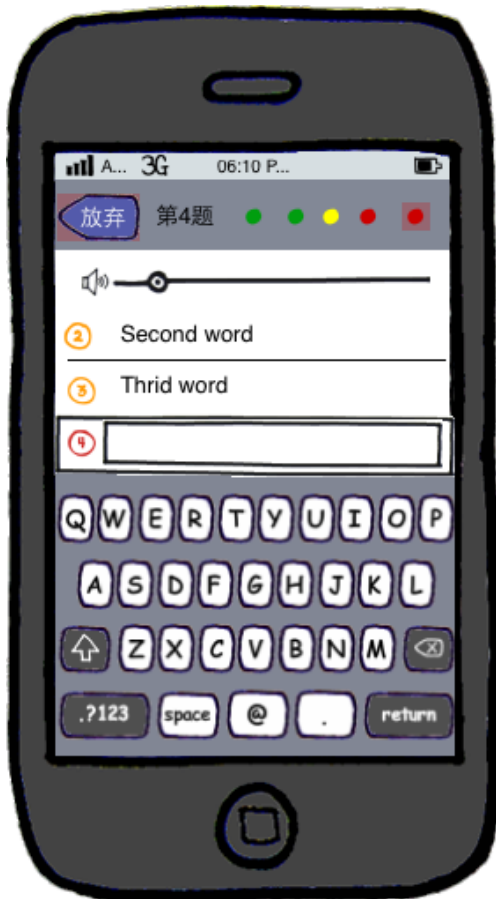 A... 3G 06:10 P...
放弃 第4题
2 Second word
3 Thrid word
4
Q W E R T Y U I O P
A S D F G H J K L
Z X C V B N M
.?123 space @ . return